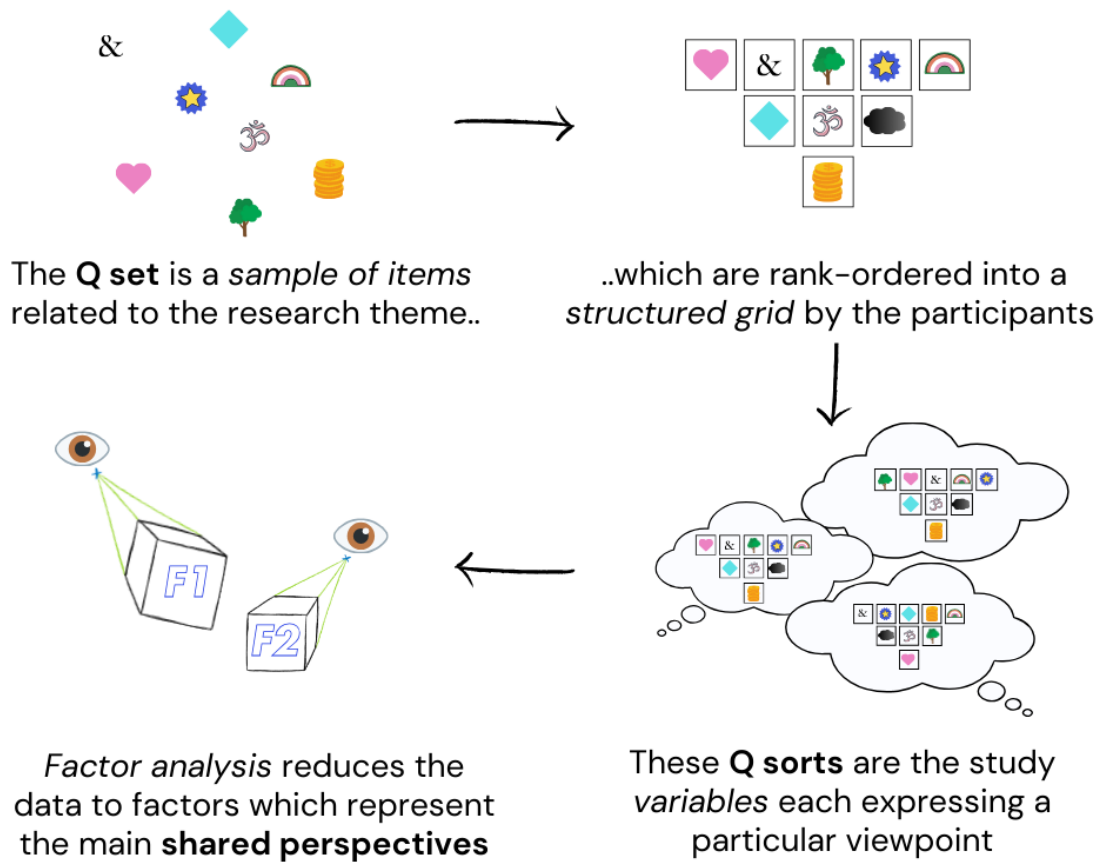 The Q set is a sample of items
related to the research theme..
..which are rank-ordered into a
structured grid by the participants
These Q sorts are the study
variables each expressing a
particular viewpoint
F1
F2
Factor analysis reduces the
data to factors which represent
the main shared perspectives
&
ॐ
&
ॐ
&
ॐ
&
ॐ
&
ॐ